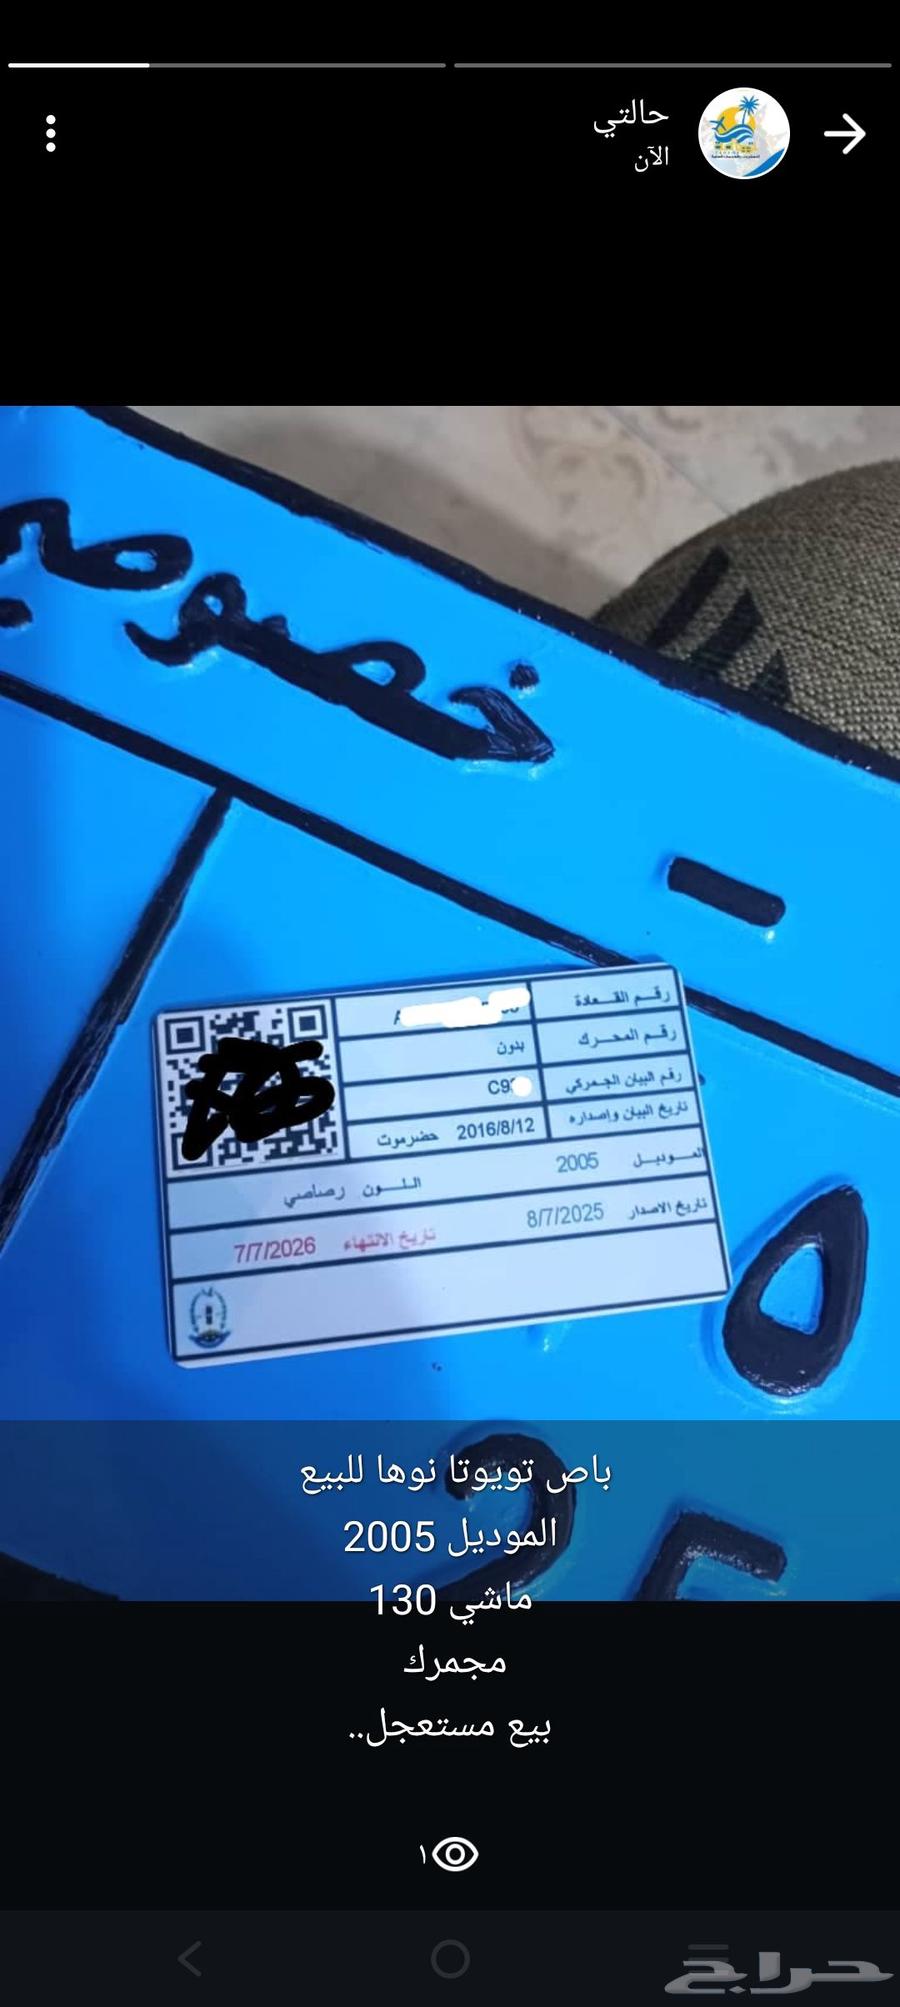 حالتي
الآن
خصوصي
رقم القعادة
رقم المحرك بدون
رقم البيان الجمركي C9
تاريخ البيان وإصداره 2016/8/12 حضرموت
الموديل 2005 اللون رصاصي
تاريخ الاصدار 8/7/2025 تاريخ الانتهاء 7/7/2026
٥
باص تويوتا نوها للبيع
الموديل 2005
ماشي 130
مجمرك
بيع مستعجل..
١
حراج